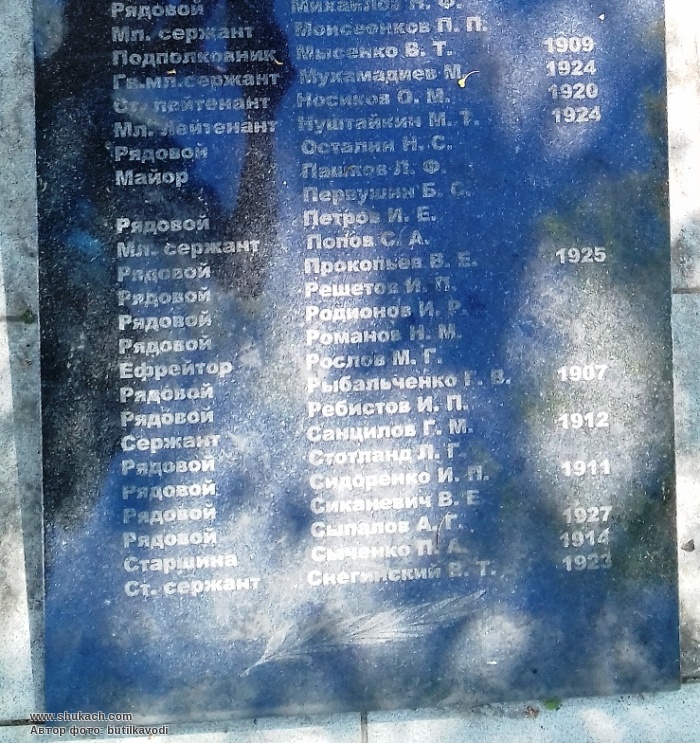 Рядовой Михайлов Н. Ф.
Мл. сержант Моисеонков П. П.
Подполковник Мысенко В. Т. 1909
Гв.мл.сержант Мухамадиев М. 1924
Ст. лейтенант Носиков О. М. 1920
Мл. Лейтенант Нуштайкин М. Т. 1924
Рядовой Осталин Н. С.
Майор Пашков Л. Ф.
Первушин Б. С.
Рядовой Петров И. Е.
Мл. сержант Попов С. А.
Рядовой Прокопьев В. Е. 1925
Рядовой Решетов И. П.
Рядовой Родионов И. Р.
Рядовой Романов Н. М.
Ефрейтор Рослов М. Г.
Рядовой Рыбальченко Г. В. 1907
Рядовой Ребистов И. П.
Сержант Санцилов Г. М. 1912
Рядовой Стотланд Л. Г.
Рядовой Сидоренко И. П. 1911
Рядовой Сиканевич В. Е
Рядовой Сыпалов А. Г. 1927
Старшина Сыченко П. А. 1914
Ст. сержант Снегинский В. Т. 1923
www.shukach.com
Автор фото: butilkavodi